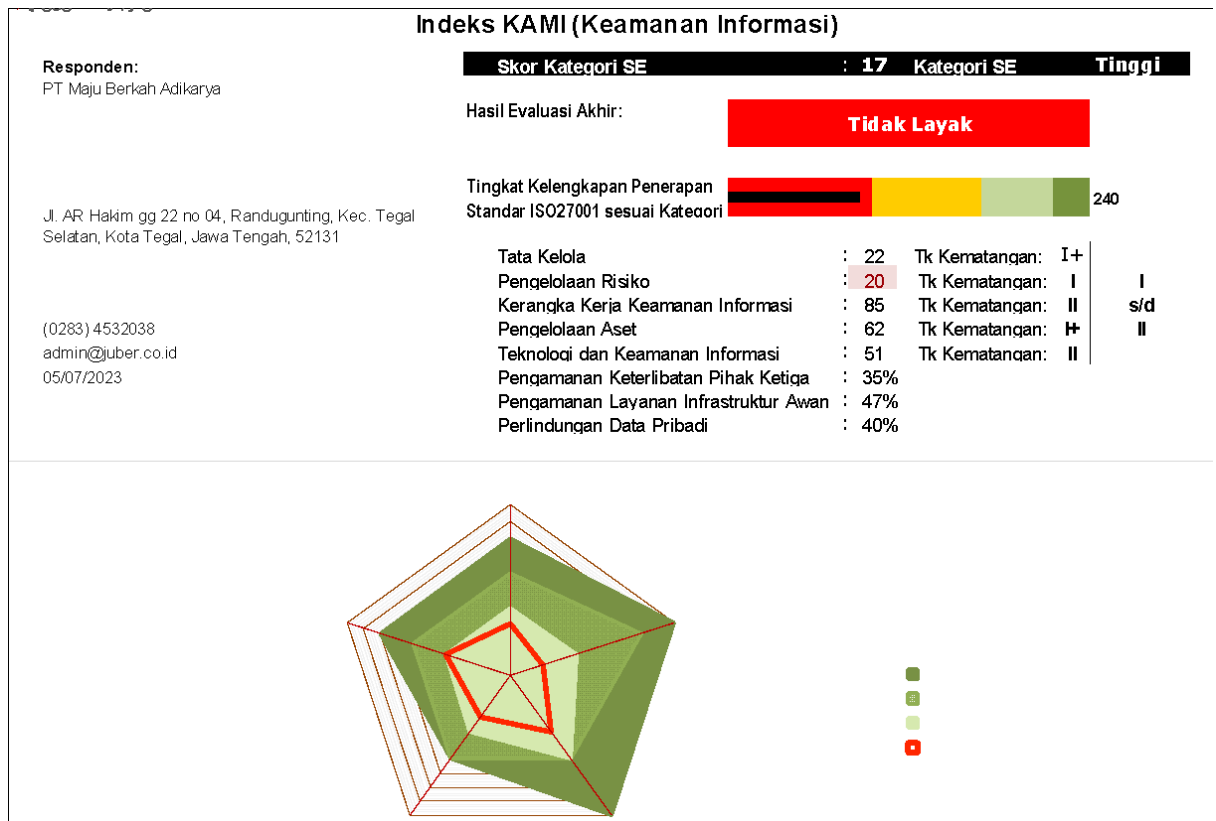 Indeks KAMI (Keamanan Informasi)
Responden:
PT Maju Berkah Adikarya
Jl. AR Hakim gg 22 no 04, Randugunting, Kec. Tegal
Selatan, Kota Tegal, Jawa Tengah, 52131
(0283) 4532038
admin@juber.co.id
05/07/2023
Skor Kategori SE : 17 Kategori SE Tinggi
Hasil Evaluasi Akhir: Tidak Layak
Tingkat Kelengkapan Penerapan
Standar ISO27001 sesuai Kategori 240
Tata Kelola : 22 Tk Kematangan: I+
Pengelolaan Risiko : 20 Tk Kematangan: I I
Kerangka Kerja Keamanan Informasi : 85 Tk Kematangan: II s/d
Pengelolaan Aset : 62 Tk Kematangan: I+ II
Teknologi dan Keamanan Informasi : 51 Tk Kematangan: II
Pengamanan Keterlibatan Pihak Ketiga : 35%
Pengamanan Layanan Infrastruktur Awan : 47%
Perlindungan Data Pribadi : 40%